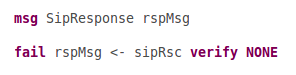 msg SipResponse rspMsg
fail rspMsg <- sipRsc verify NONE